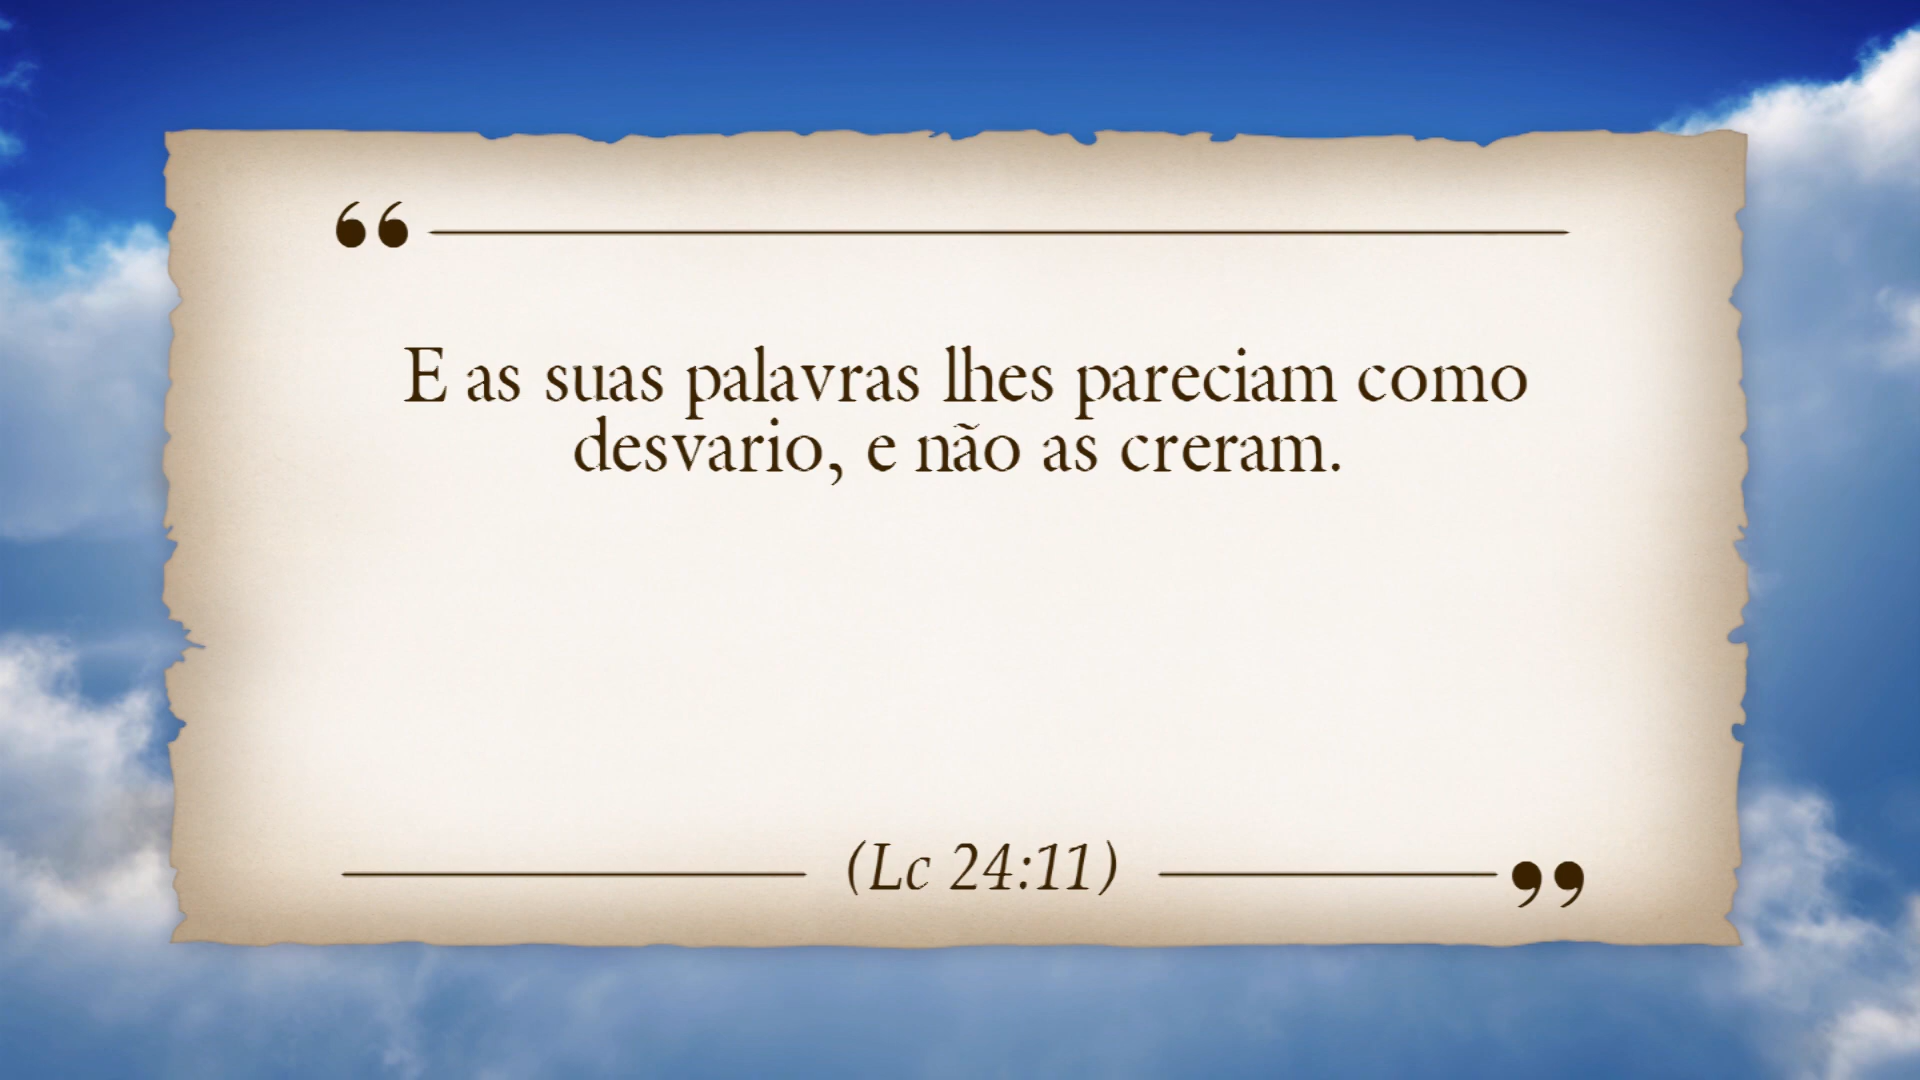 “
E as suas palavras lhes pareciam como
desvario, e não as creram.
(Lc 24:11)
”